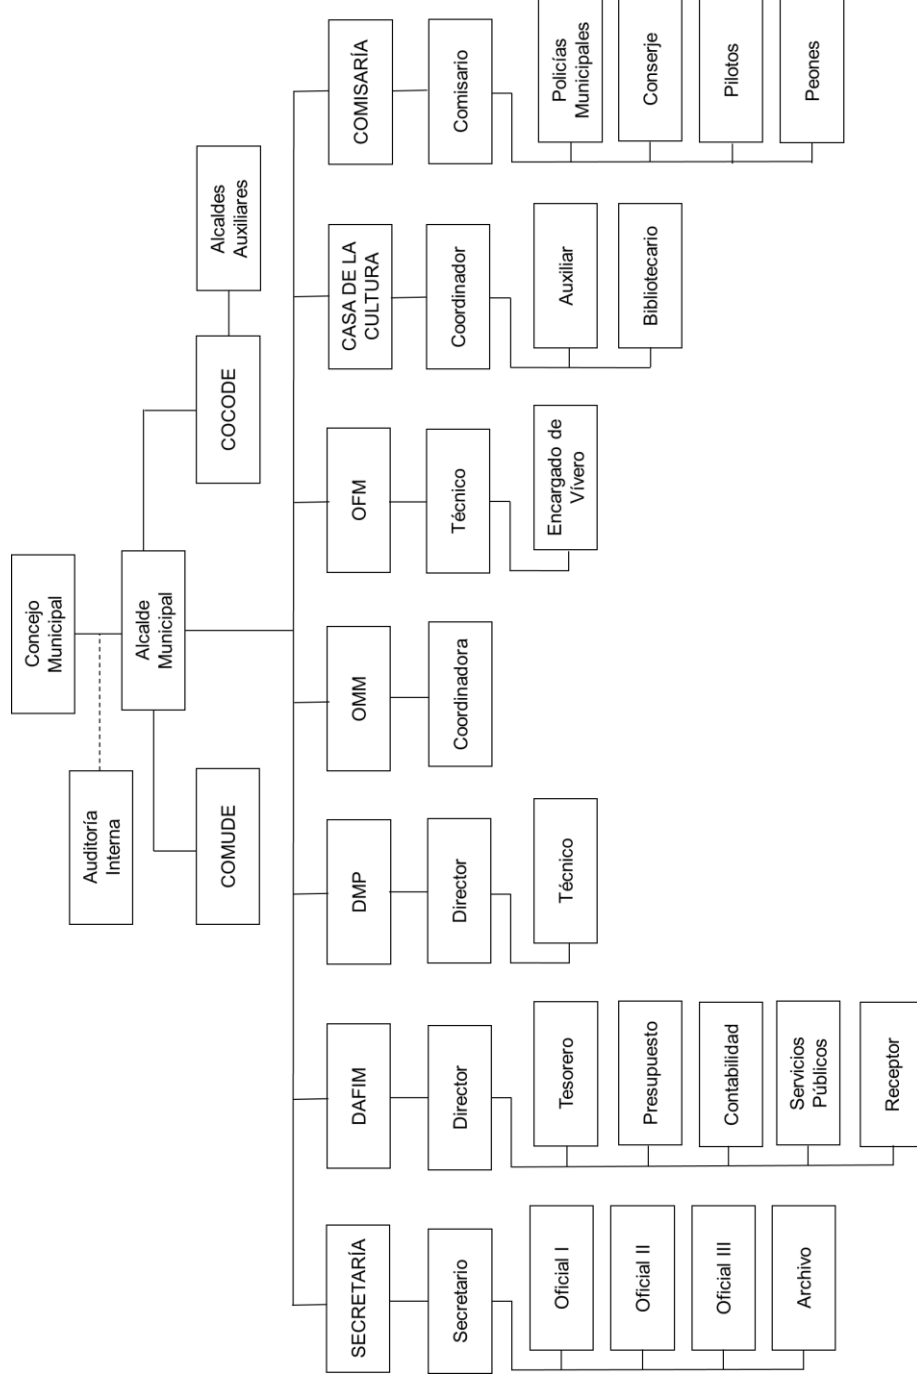 Concejo
Municipal
Auditoría
Interna
Alcalde
Municipal
COMUDE
COCODE
Alcaldes
Auxiliares
SECRETARÍA
DAFIM
DMP
OMM
OFM
CASA DE LA
CULTURA
COMISARÍA
Secretario
Director
Director
Coordinadora
Técnico
Coordinador
Comisario
Oficial I
Oficial II
Oficial III
Archivo
Tesorero
Presupuesto
Contabilidad
Servicios
Públicos
Receptor
Técnico
Encargado de
Vívero
Auxiliar
Bibliotecario
Policías
Municipales
Conserje
Pilotos
Peones